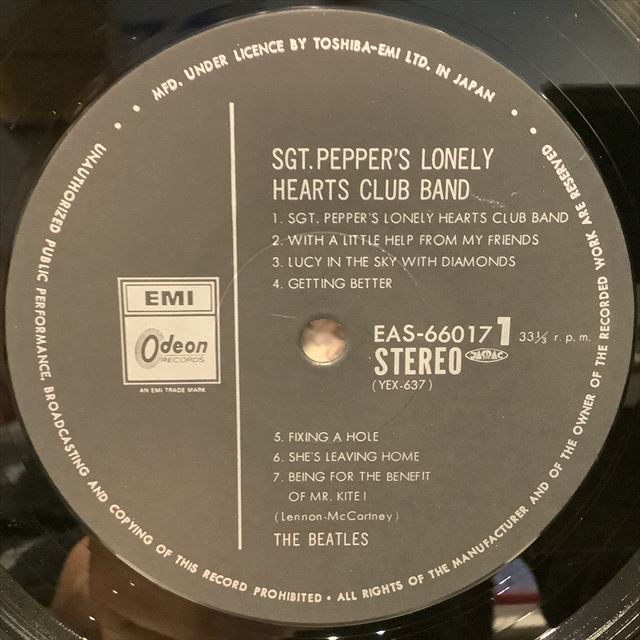 MFD. UNDER LICENCE BY TOSHIBA-EMI LTD. IN JAPAN
SGT. PEPPER'S LONELY
HEARTS CLUB BAND
1. SGT. PEPPER'S LONELY HEARTS CLUB BAND
2. WITH A LITTLE HELP FROM MY FRIENDS
3. LUCY IN THE SKY WITH DIAMONDS
4. GETTING BETTER
EMI
Odeon
RECORDS
AN EMI TRADE MARK
EAS-66017 1 33⅓ r.p.m.
STEREO JASRAC
(YEX-637)
5. FIXING A HOLE
6. SHE'S LEAVING HOME
7. BEING FOR THE BENEFIT
OF MR. KITE!
(Lennon-McCartney)
THE BEATLES
UNAUTHORIZED PUBLIC PERFORMANCE, BROADCASTING AND COPYING OF THIS RECORD PROHIBITED • ALL RIGHTS OF THE MANUFACTURER AND OF THE OWNER OF THE RECORDED WORK ARE RESERVED